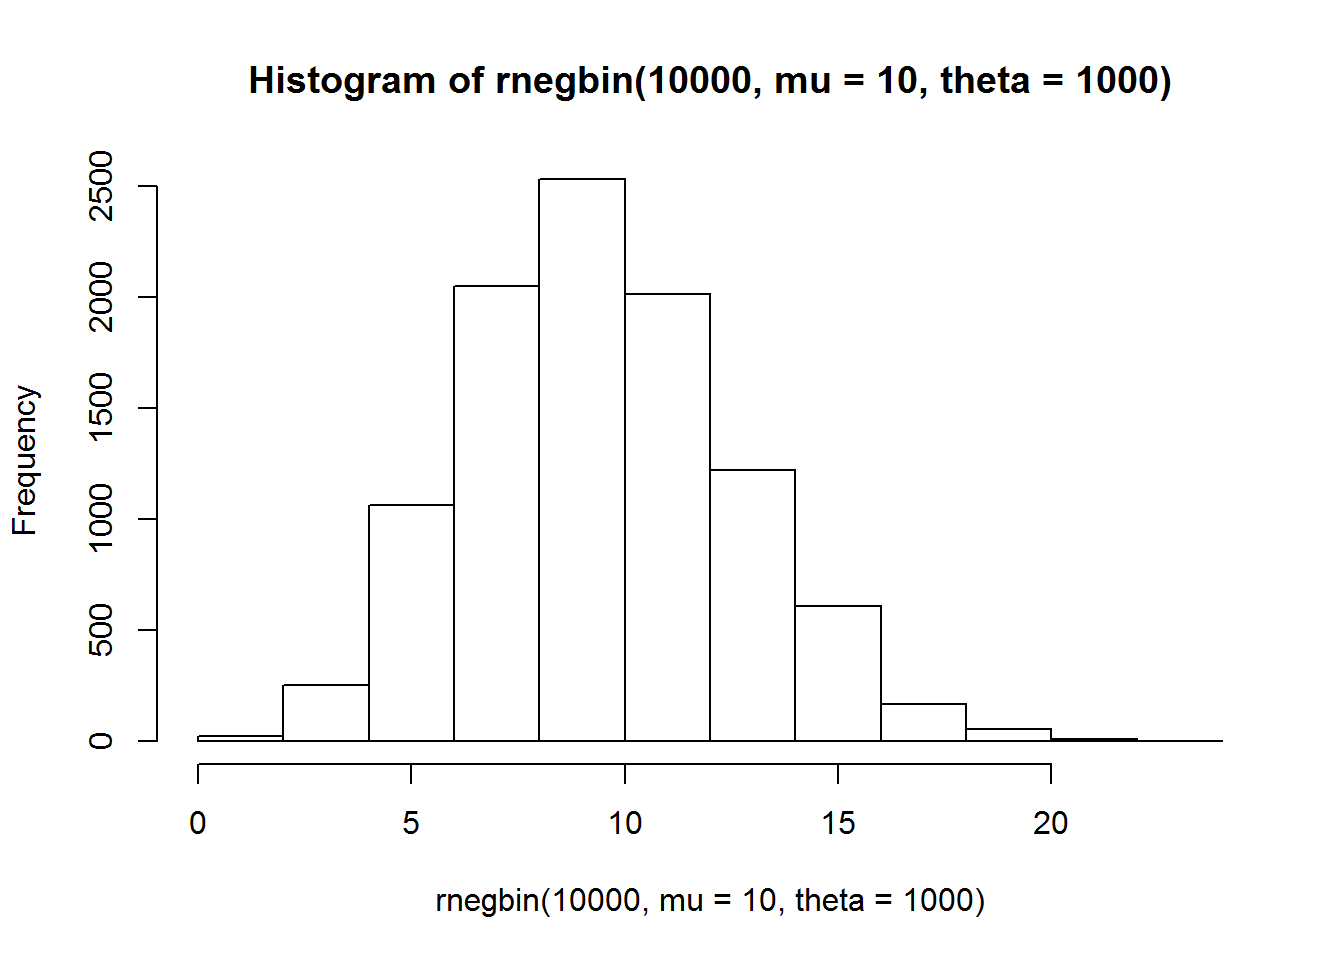 Histogram of rnegbin(10000, mu = 10, theta = 1000)
Frequency
2500
2000
1500
1000
500
0
0 5 10 15 20
rnegbin(10000, mu = 10, theta = 1000)